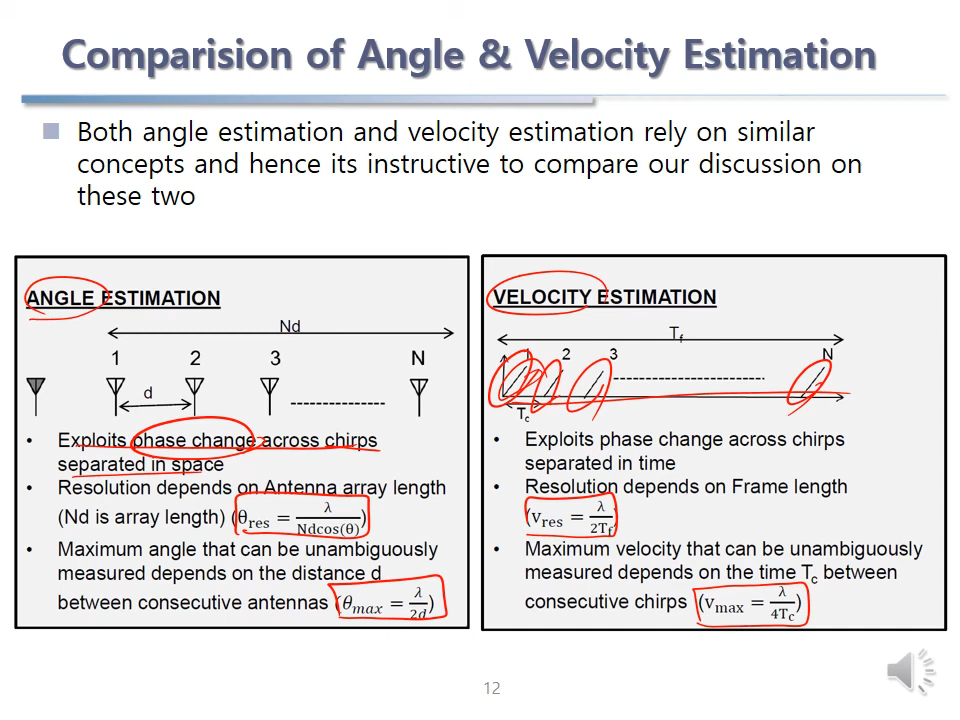 Comparision of Angle & Velocity Estimation
Both angle estimation and velocity estimation rely on similar
concepts and hence its instructive to compare our discussion on
these two
ANGLE ESTIMATION
Nd
1 2 3 N
d
• Exploits phase change across chirps
separated in space
• Resolution depends on Antenna array length
(Nd is array length) (θres = λ/Ndcos(θ))
• Maximum angle that can be unambiguously
measured depends on the distance d
between consecutive antennas (θmax = λ/2d)
VELOCITY ESTIMATION
Tf
1 2 3 N
Tc
• Exploits phase change across chirps
separated in time
• Resolution depends on Frame length
(vres = λ/2Tf)
• Maximum velocity that can be unambiguously
measured depends on the time Tc between
consecutive chirps (vmax = λ/4Tc)
12